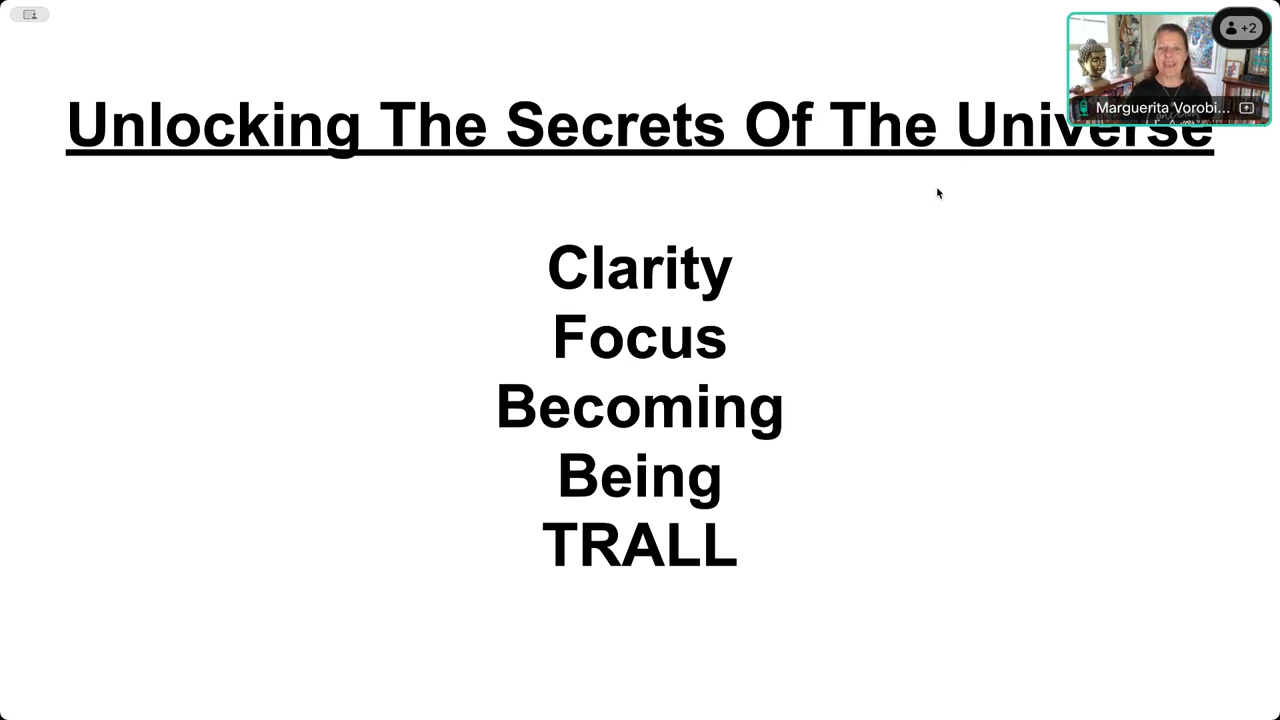 +2
Marguerita Vorobi...
Unlocking The Secrets Of The Universe
Clarity
Focus
Becoming
Being
TRALL